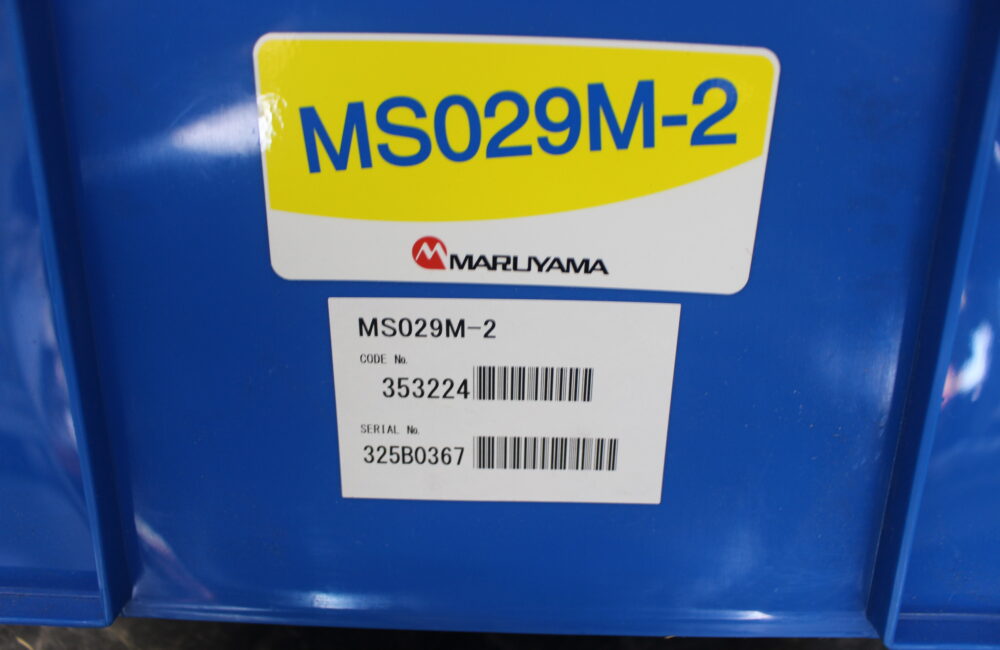 MS029M-2
MARUYAMA
MS029M-2
CODE No.
353224
SERIAL No.
325B0367